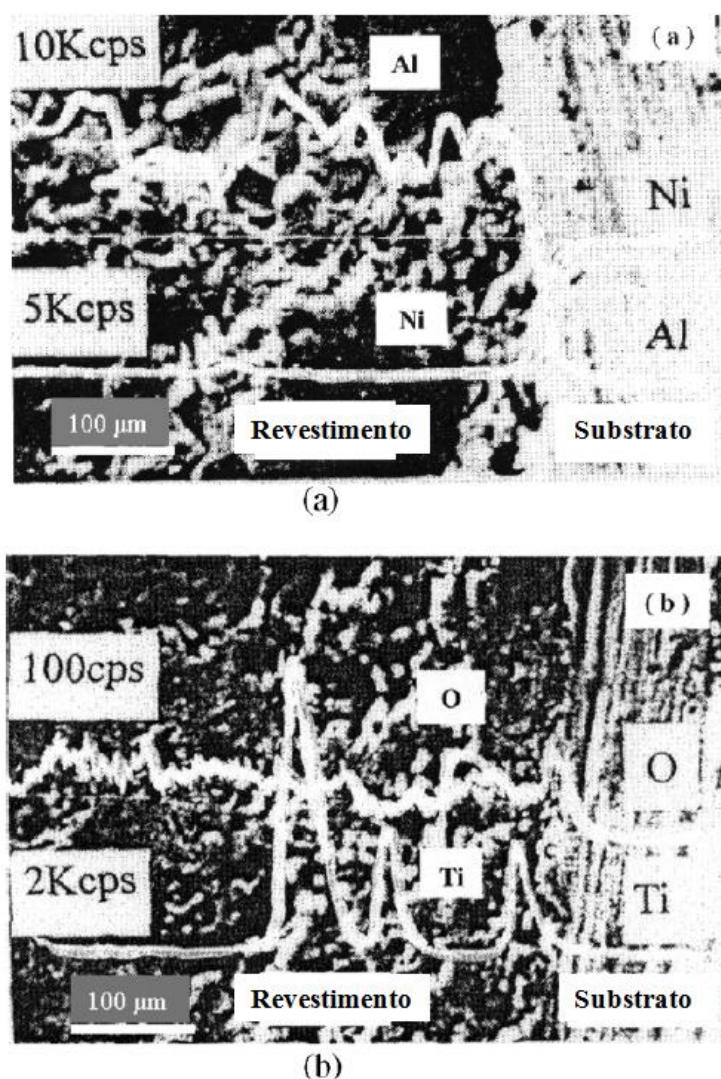 10Kcps
Al
(a)
Ni
5Kcps
Ni
Al
100 µm
Revestimento
Substrato
(a)
(b)
100cps
O
O
2Kcps
Ti
Ti
100 µm
Revestimento
Substrato
(b)